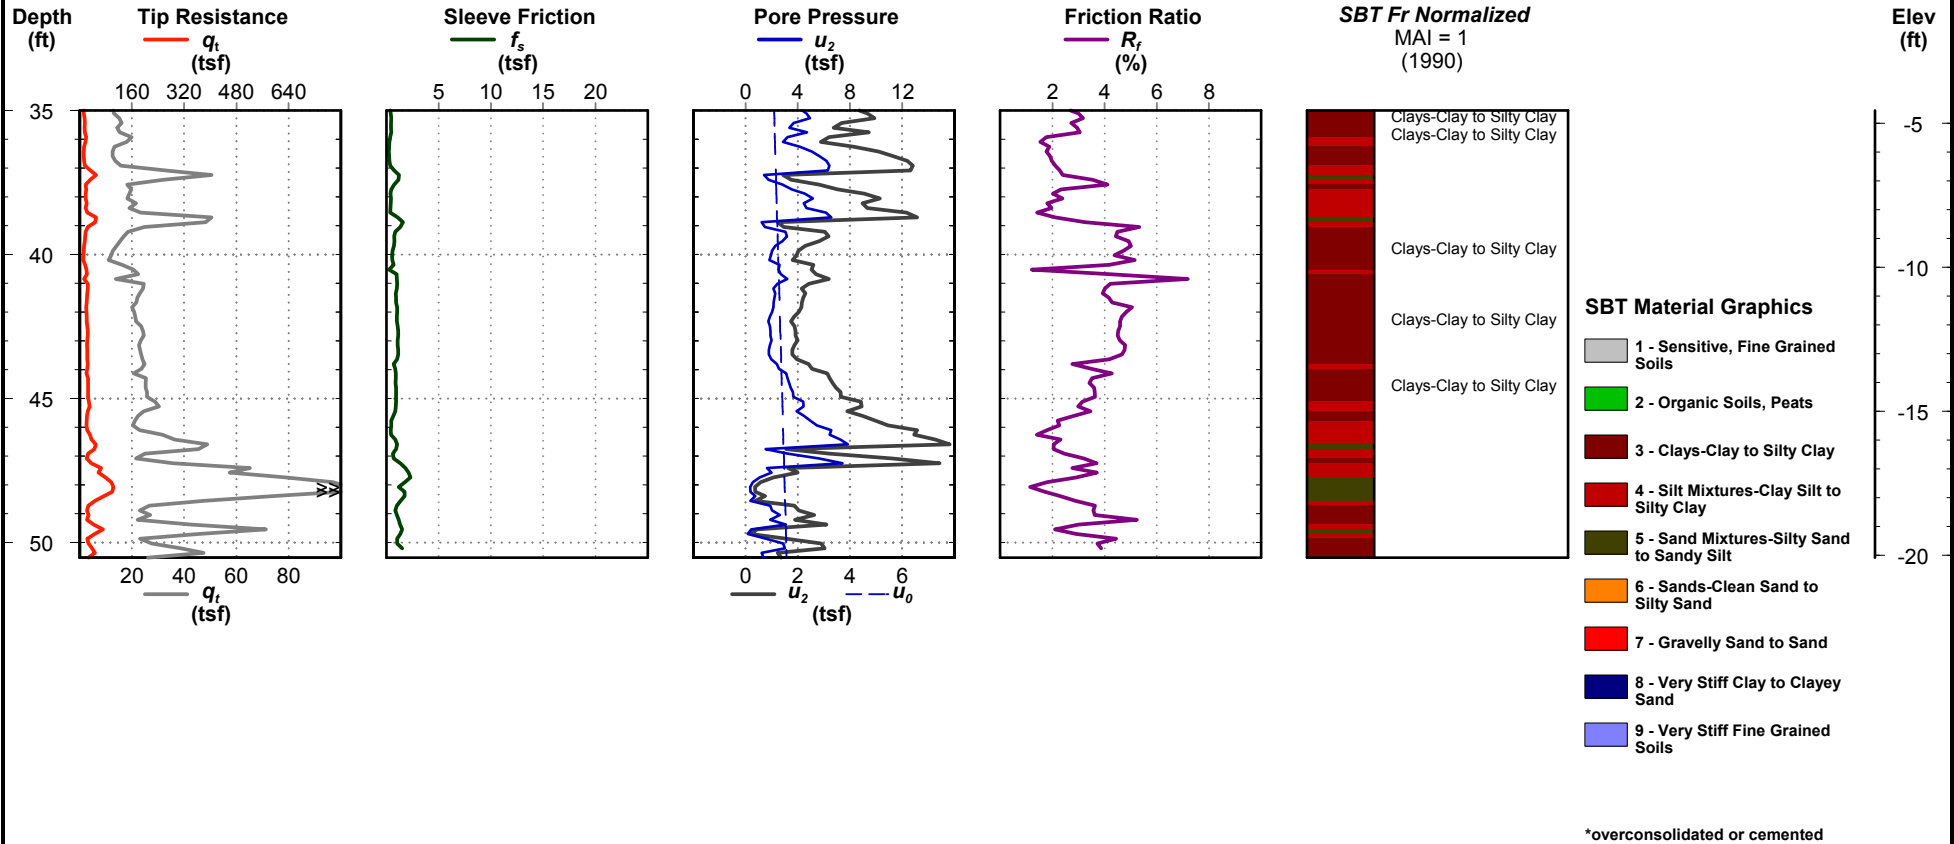 Depth
(ft)
Tip Resistance
qt
(tsf)
160 320 480 640
Sleeve Friction
fs
(tsf)
5 10 15 20
Pore Pressure
u2
(tsf)
0 4 8 12
Friction Ratio
Rf
(%)
2 4 6 8
SBT Fr Normalized
MAI = 1
(1990)
Elev
(ft)
35
40
45
50
Clays-Clay to Silty Clay
Clays-Clay to Silty Clay
Clays-Clay to Silty Clay
Clays-Clay to Silty Clay
Clays-Clay to Silty Clay
-5
-10
-15
-20
>>
>>
20 40 60 80
qt
(tsf)
0 2 4 6
u2 u0
(tsf)
SBT Material Graphics
1 - Sensitive, Fine Grained
Soils
2 - Organic Soils, Peats
3 - Clays-Clay to Silty Clay
4 - Silt Mixtures-Clay Silt to
Silty Clay
5 - Sand Mixtures-Silty Sand
to Sandy Silt
6 - Sands-Clean Sand to
Silty Sand
7 - Gravelly Sand to Sand
8 - Very Stiff Clay to Clayey
Sand
9 - Very Stiff Fine Grained
Soils
*overconsolidated or cemented